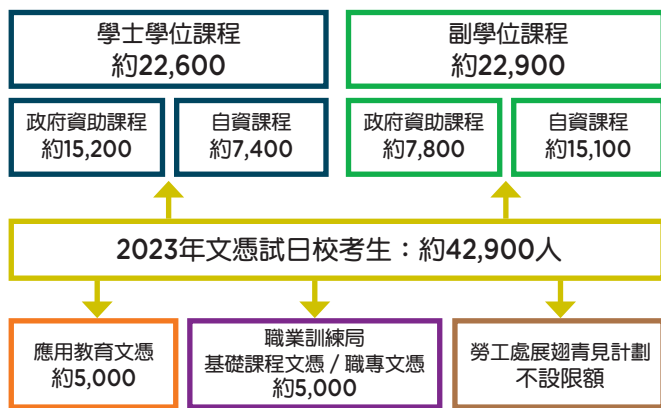 學士學位課程
約22,600
副學位課程
約22,900
政府資助課程
約15,200
自資課程
約7,400
政府資助課程
約7,800
自資課程
約15,100
2023年文憑試日校考生：約42,900人
應用教育文憑
約5,000
職業訓練局
基礎課程文憑 / 職專文憑
約5,000
勞工處展翅青見計劃
不設限額